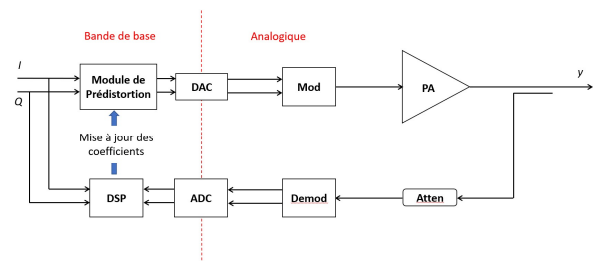 Bande de base
Analogique
I
Q
Module de
Prédistortion
DAC
Mod
PA
y
Mise à jour des
coefficients
DSP
ADC
Demod
Atten